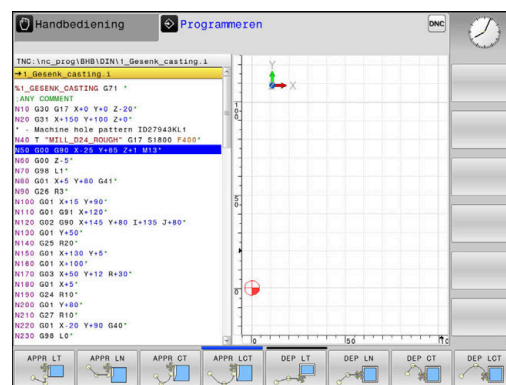 Handbediening
Programmeren
DNC
TNC:\nc_prog\BHB\DIN\1_Gesenk_casting.i
→1_Gesenk_casting.i
%1_GESENK_CASTING G71 *
;ANY COMMENT
N10 G30 G17 X+0 Y+0 Z-20*
N20 G31 X+150 Y+100 Z+0*
* - Machine hole pattern ID27943KL1
N40 T "MILL_D24_ROUGH" G17 S1800 F400*
N50 G00 G90 X-25 Y+85 Z+1 M13*
N60 G00 Z-5*
N70 G98 L1*
N80 G01 X+5 Y+80 G41*
N90 G26 R3*
N100 G01 X+15 Y+90*
N110 G01 G91 X+120*
N120 G02 G90 X+145 Y+80 I+135 J+80*
N130 G01 Y+50*
N140 G25 R20*
N150 G01 X+130 Y+5*
N160 G01 X+100*
N170 G03 X+50 Y+12 R+30*
N180 G01 X+5*
N190 G24 R10*
N200 G01 Y+80*
N210 G27 R10*
N220 G01 X-20 Y+90 G40*
N230 G98 L0*
Y
X
100
50
0
0
50
APPR LT
APPR LN
APPR CT
APPR LCT
DEP LT
DEP LN
DEP CT
DEP LCT